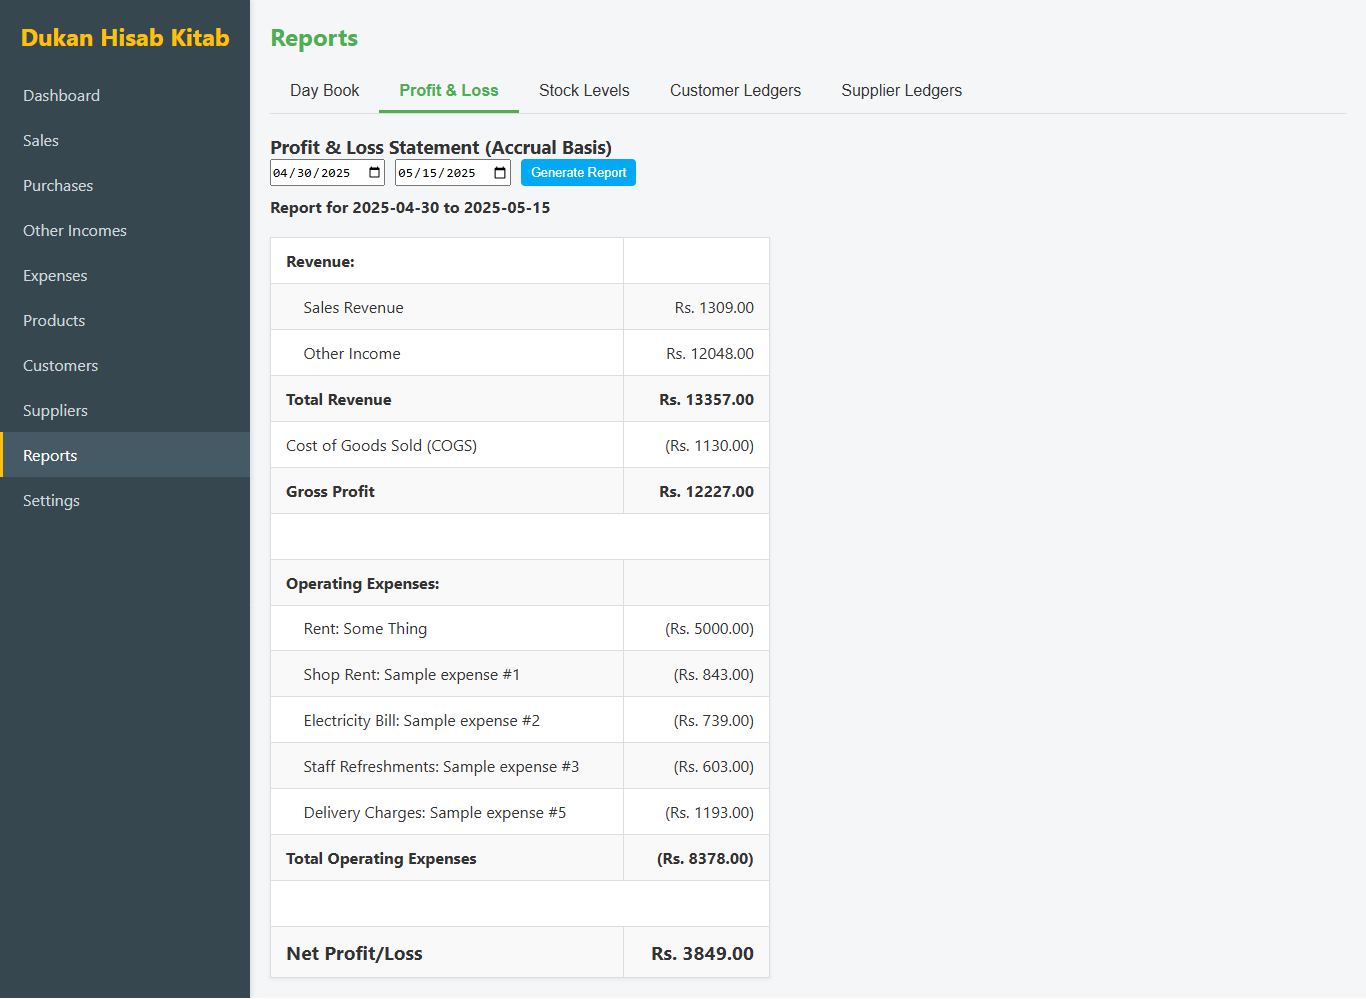 Dukan Hisab Kitab
Dashboard
Sales
Purchases
Other Incomes
Expenses
Products
Customers
Suppliers
Reports
Settings
Reports
Day Book Profit & Loss Stock Levels Customer Ledgers Supplier Ledgers
Profit & Loss Statement (Accrual Basis)
04/30/2025 05/15/2025 Generate Report
Report for 2025-04-30 to 2025-05-15
Revenue:
Sales Revenue Rs. 1309.00
Other Income Rs. 12048.00
Total Revenue Rs. 13357.00
Cost of Goods Sold (COGS) (Rs. 1130.00)
Gross Profit Rs. 12227.00
Operating Expenses:
Rent: Some Thing (Rs. 5000.00)
Shop Rent: Sample expense #1 (Rs. 843.00)
Electricity Bill: Sample expense #2 (Rs. 739.00)
Staff Refreshments: Sample expense #3 (Rs. 603.00)
Delivery Charges: Sample expense #5 (Rs. 1193.00)
Total Operating Expenses (Rs. 8378.00)
Net Profit/Loss Rs. 3849.00